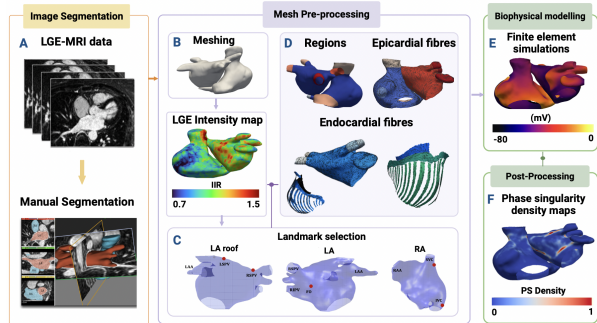 Image Segmentation
A
LGE-MRI data
Manual Segmentation
Mesh Pre-processing
B
Meshing
LGE Intensity map
IIR
0.7 1.5
D
Regions
Epicardial fibres
Endocardial fibres
C
Landmark selection
LA roof
LA
RA
LAA
LSPV
RSPV
RSPV
RIPV
FO
LAA
RAA
SVC
IVC
Biophysical modelling
E
Finite element
simulations
(mV)
-80 0
Post-Processing
F
Phase singularity
density maps
PS Density
0 1